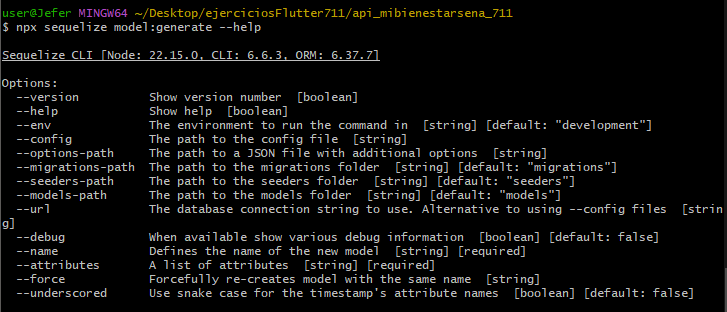 user@Jefer MINGW64 ~/Desktop/ejerciciosFlutter711/api_mibienestarsena_711
$ npx sequelize model:generate --help
Sequelize CLI [Node: 22.15.0, CLI: 6.6.3, ORM: 6.37.7]
Options:
--version Show version number [boolean]
--help Show help [boolean]
--env The environment to run the command in [string] [default: "development"]
--config The path to the config file [string]
--options-path The path to a JSON file with additional options [string]
--migrations-path The path to the migrations folder [string] [default: "migrations"]
--seeders-path The path to the seeders folder [string] [default: "seeders"]
--models-path The path to the models folder [string] [default: "models"]
--url The database connection string to use. Alternative to using --config files [strin
g]
--debug When available show various debug information [boolean] [default: false]
--name Defines the name of the new model [string] [required]
--attributes A list of attributes [string] [required]
--force Forcefully re-creates model with the same name [string]
--underscored Use snake case for the timestamp's attribute names [boolean] [default: false]